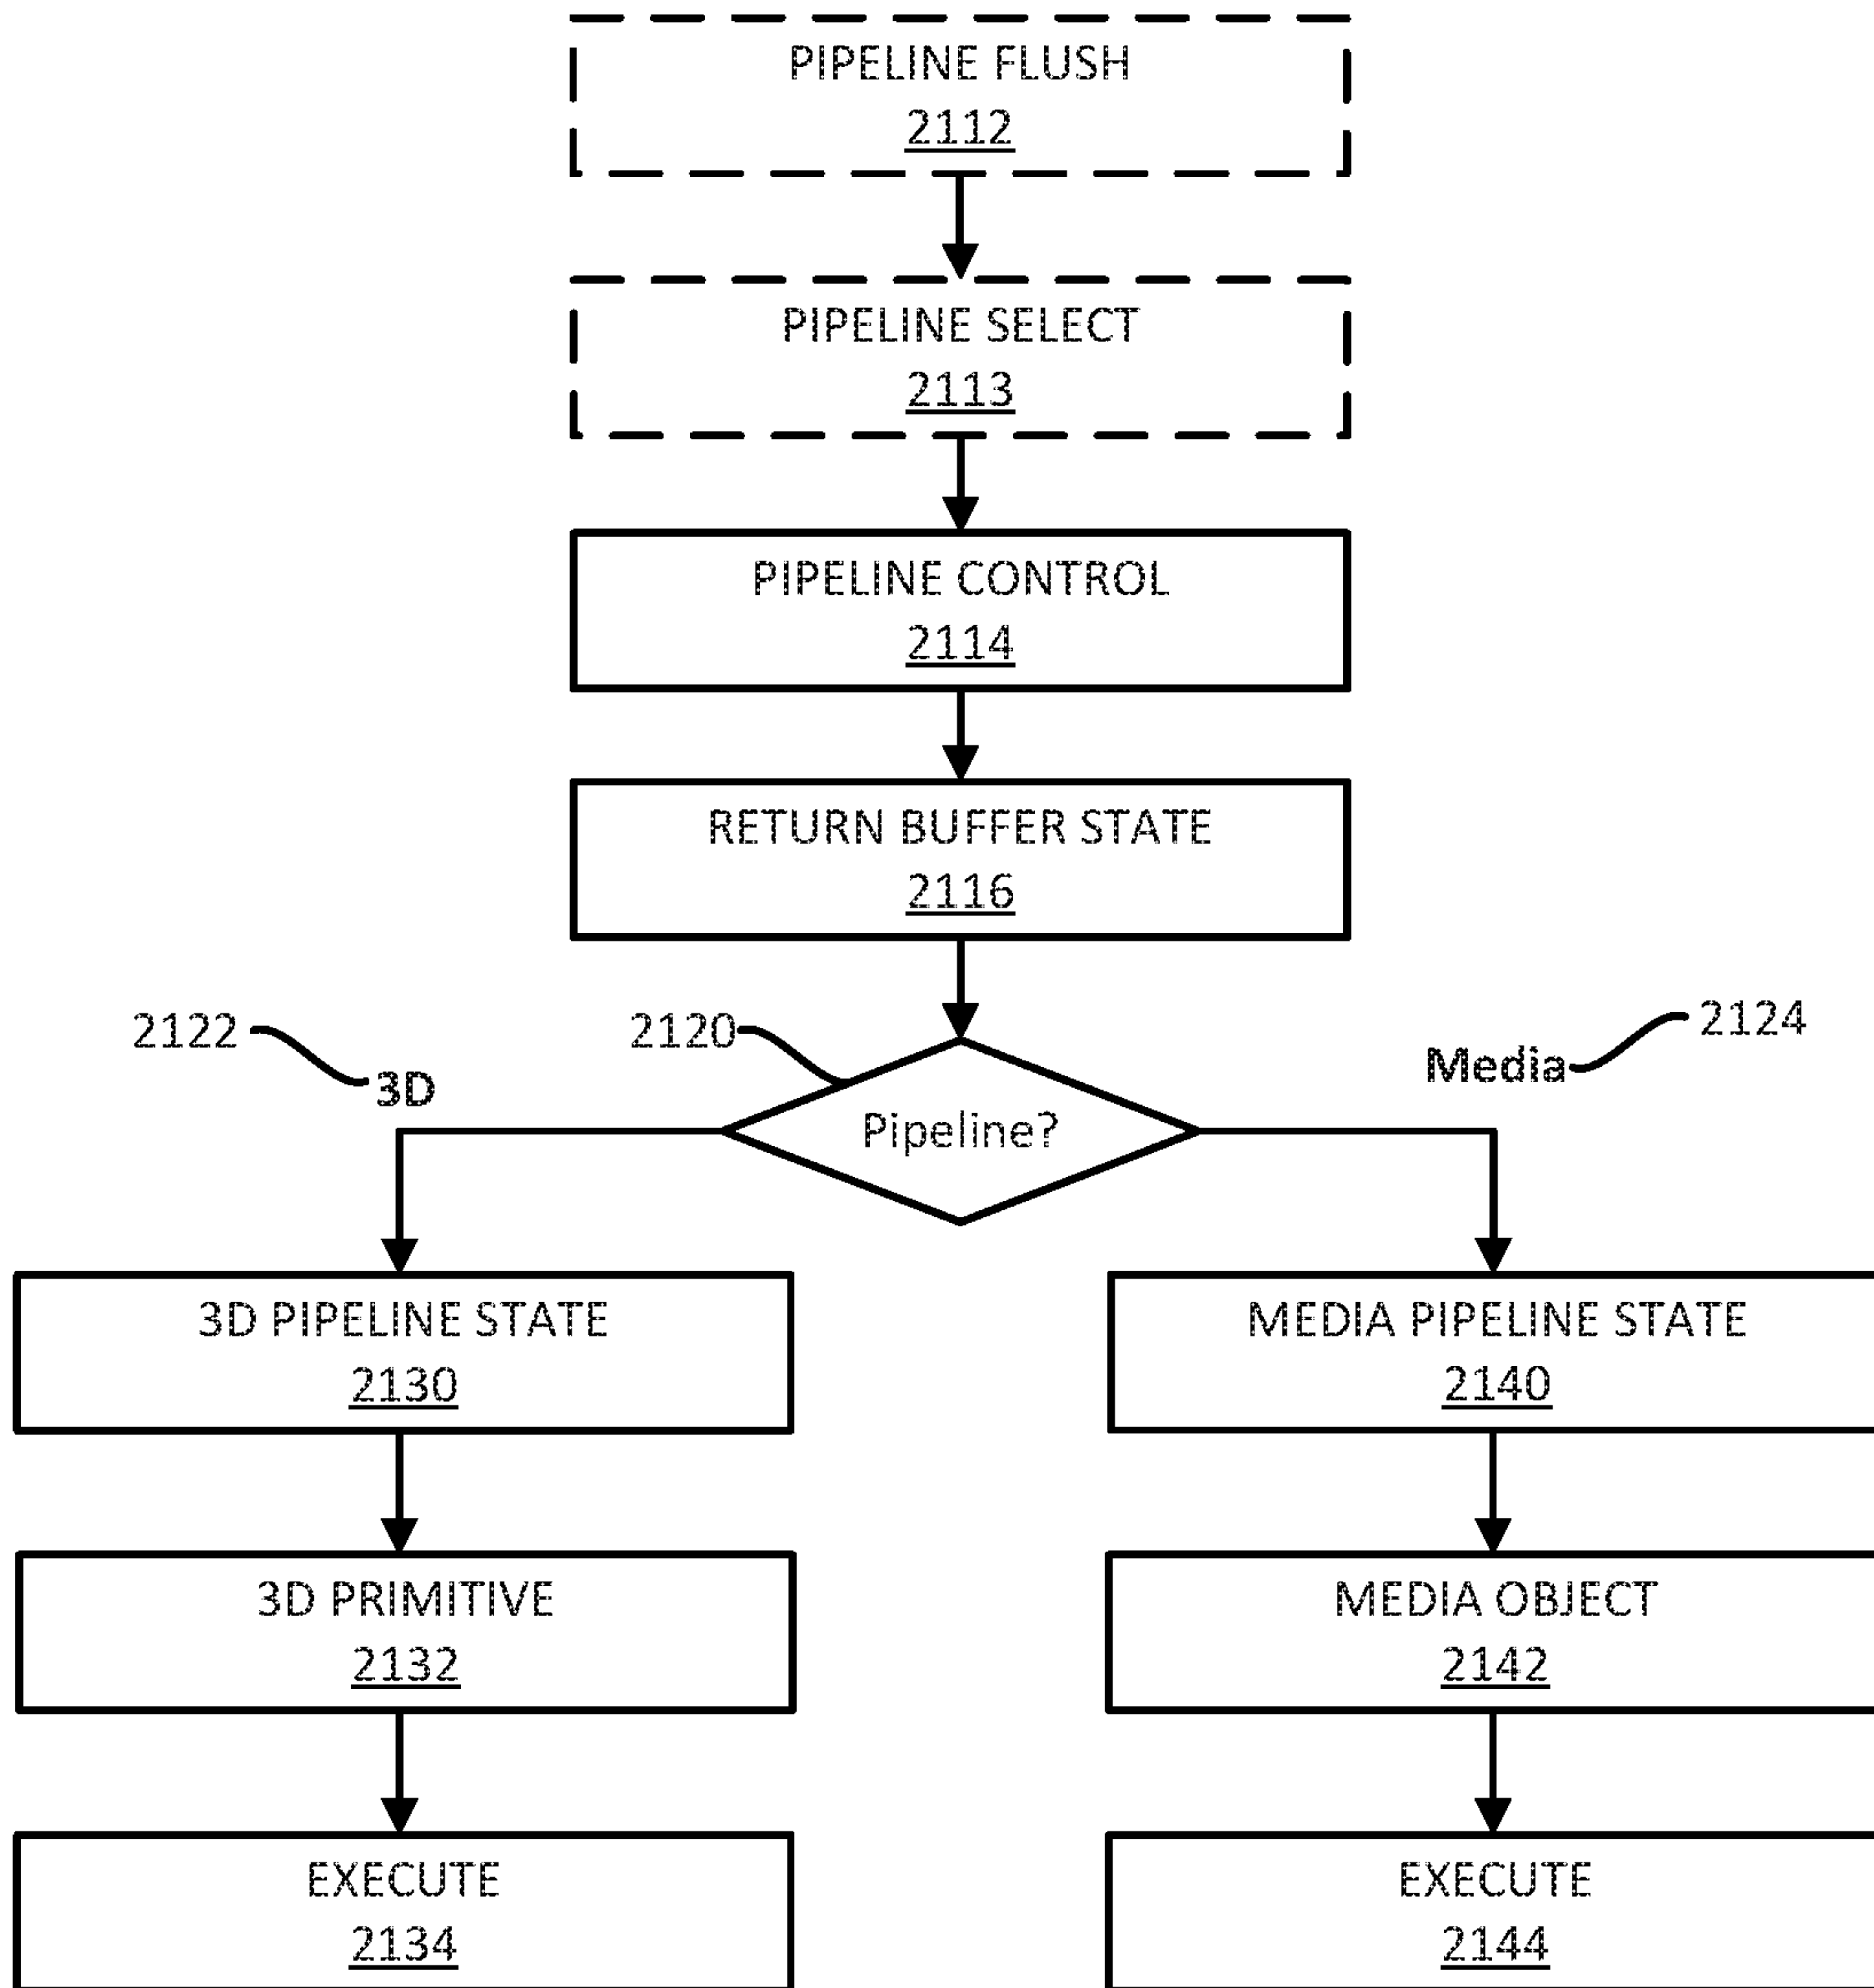 PIPELINE FLUSH
2112
PIPELINE SELECT
2113
PIPELINE CONTROL
2114
RETURN BUFFER STATE
2116
2122
3D
2120
Pipeline?
2124
Media
3D PIPELINE STATE
2130
MEDIA PIPELINE STATE
2140
3D PRIMITIVE
2132
MEDIA OBJECT
2142
EXECUTE
2134
EXECUTE
2144